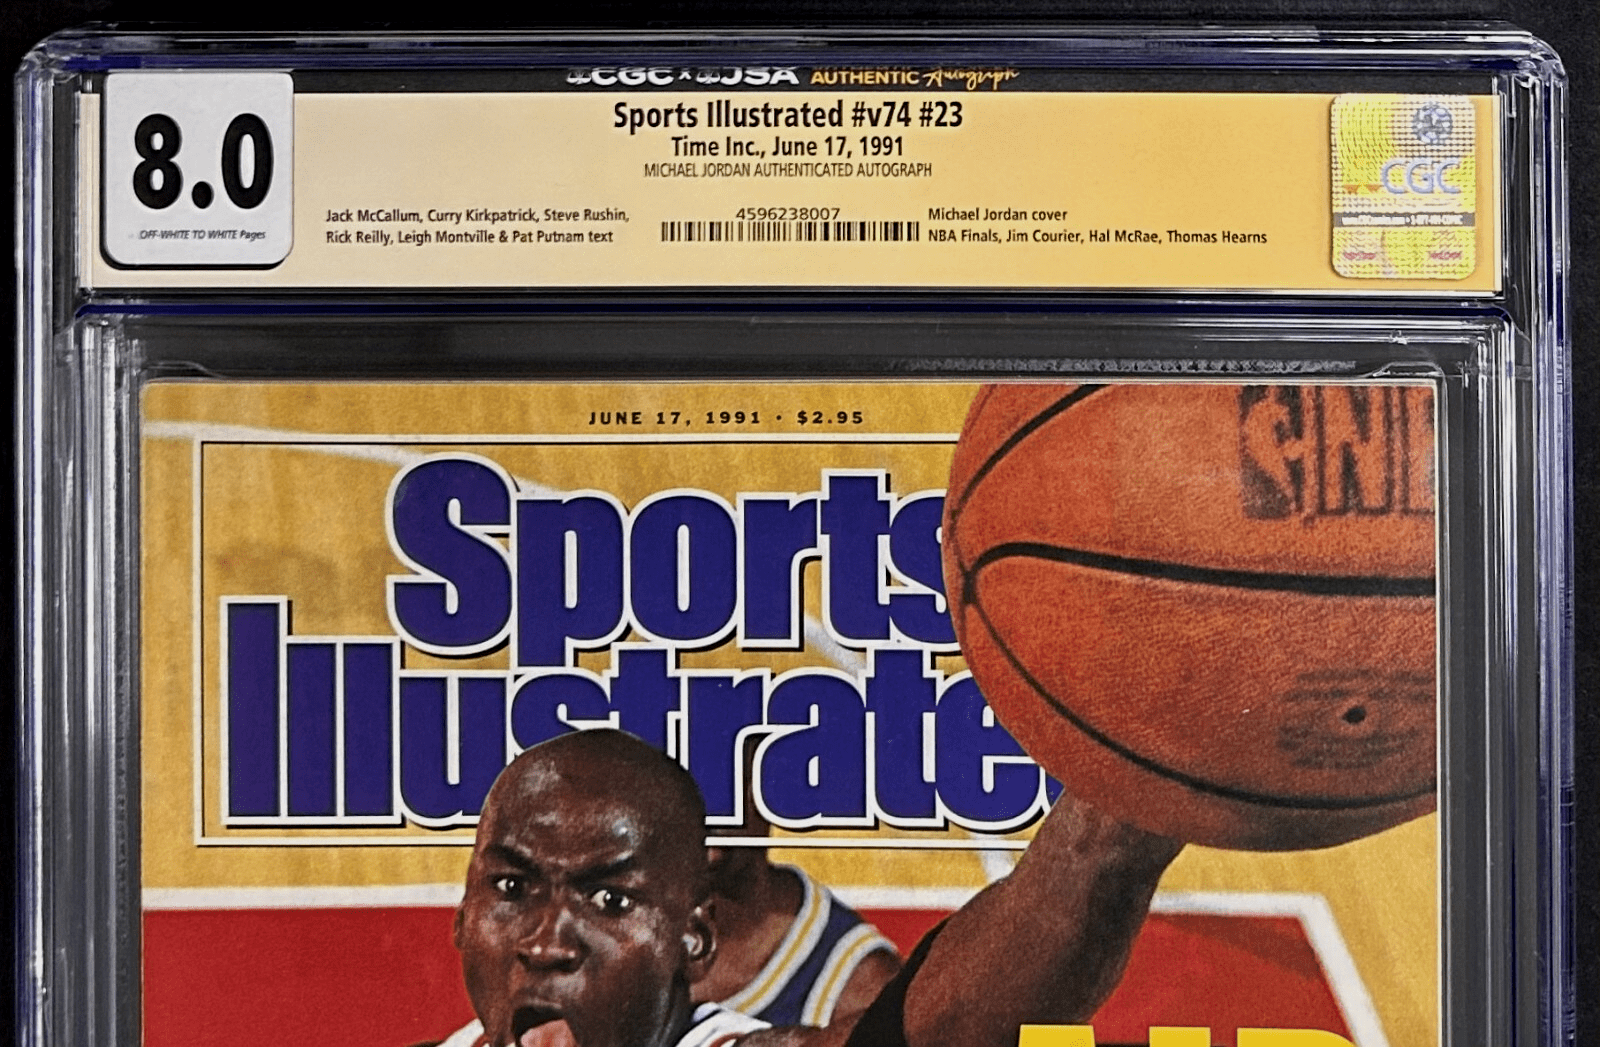 CGC x JSA AUTHENTIC Autograph
8.0
OFF-WHITE TO WHITE Pages
Sports Illustrated #v74 #23
Time Inc., June 17, 1991
MICHAEL JORDAN AUTHENTICATED AUTOGRAPH
Jack McCallum, Curry Kirkpatrick, Steve Rushin,
Rick Reilly, Leigh Montville & Pat Putnam text
4596238007
Michael Jordan cover
NBA Finals, Jim Courier, Hal McRae, Thomas Hearns
CGC
JUNE 17, 1991 · $2.95
Sports
Illustrate
AIR